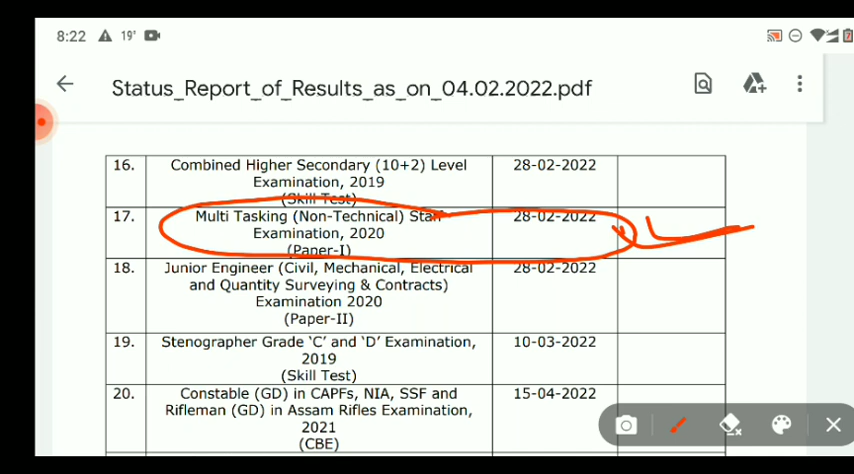 8:22 19°
Status_Report_of_Results_as_on_04.02.2022.pdf
16. Combined Higher Secondary (10+2) Level 28-02-2022
Examination, 2019
(Skill Test)
17. Multi Tasking (Non-Technical) Staff 28-02-2022
Examination, 2020
(Paper-I)
18. Junior Engineer (Civil, Mechanical, Electrical 28-02-2022
and Quantity Surveying & Contracts)
Examination 2020
(Paper-II)
19. Stenographer Grade ‘C’ and ‘D’ Examination, 10-03-2022
2019
(Skill Test)
20. Constable (GD) in CAPFs, NIA, SSF and 15-04-2022
Rifleman (GD) in Assam Rifles Examination,
2021
(CBE)